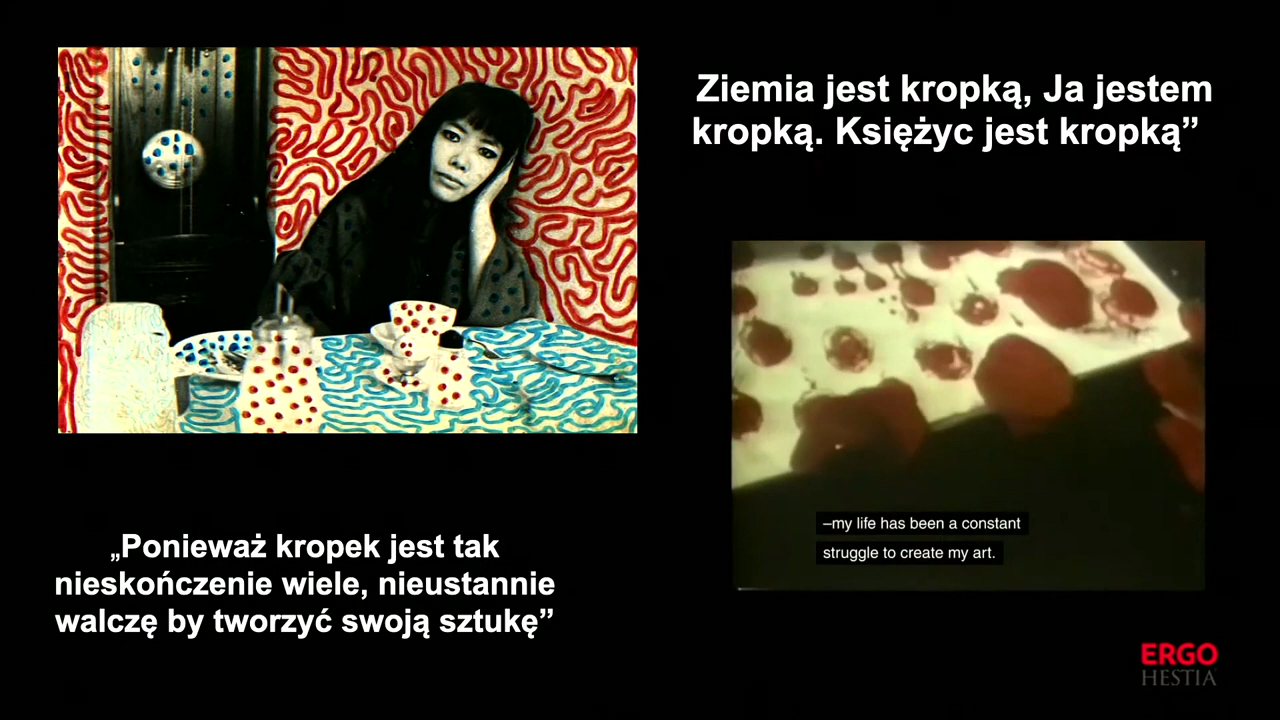 Ziemia jest kropką, Ja jestem
kropką. Księżyc jest kropką”
–my life has been a constant
struggle to create my art.
„Ponieważ kropek jest tak
nieskończenie wiele, nieustannie
walczę by tworzyć swoją sztukę”
ERGO
HESTIA